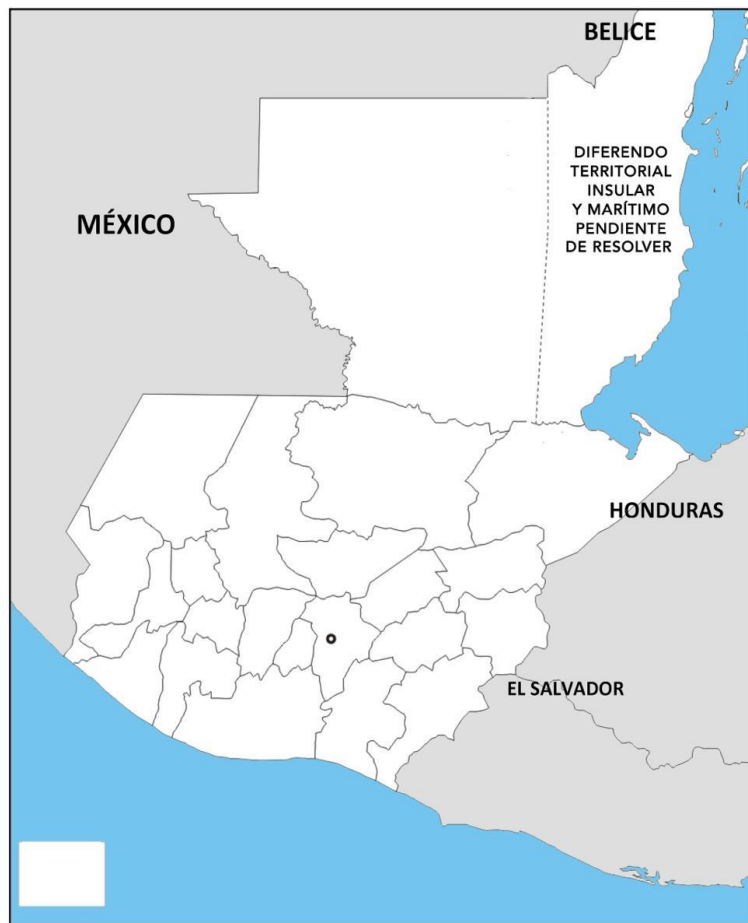 BELICE
DIFERENDO
TERRITORIAL
INSULAR
Y MARÍTIMO
PENDIENTE
DE RESOLVER
MÉXICO
HONDURAS
EL SALVADOR